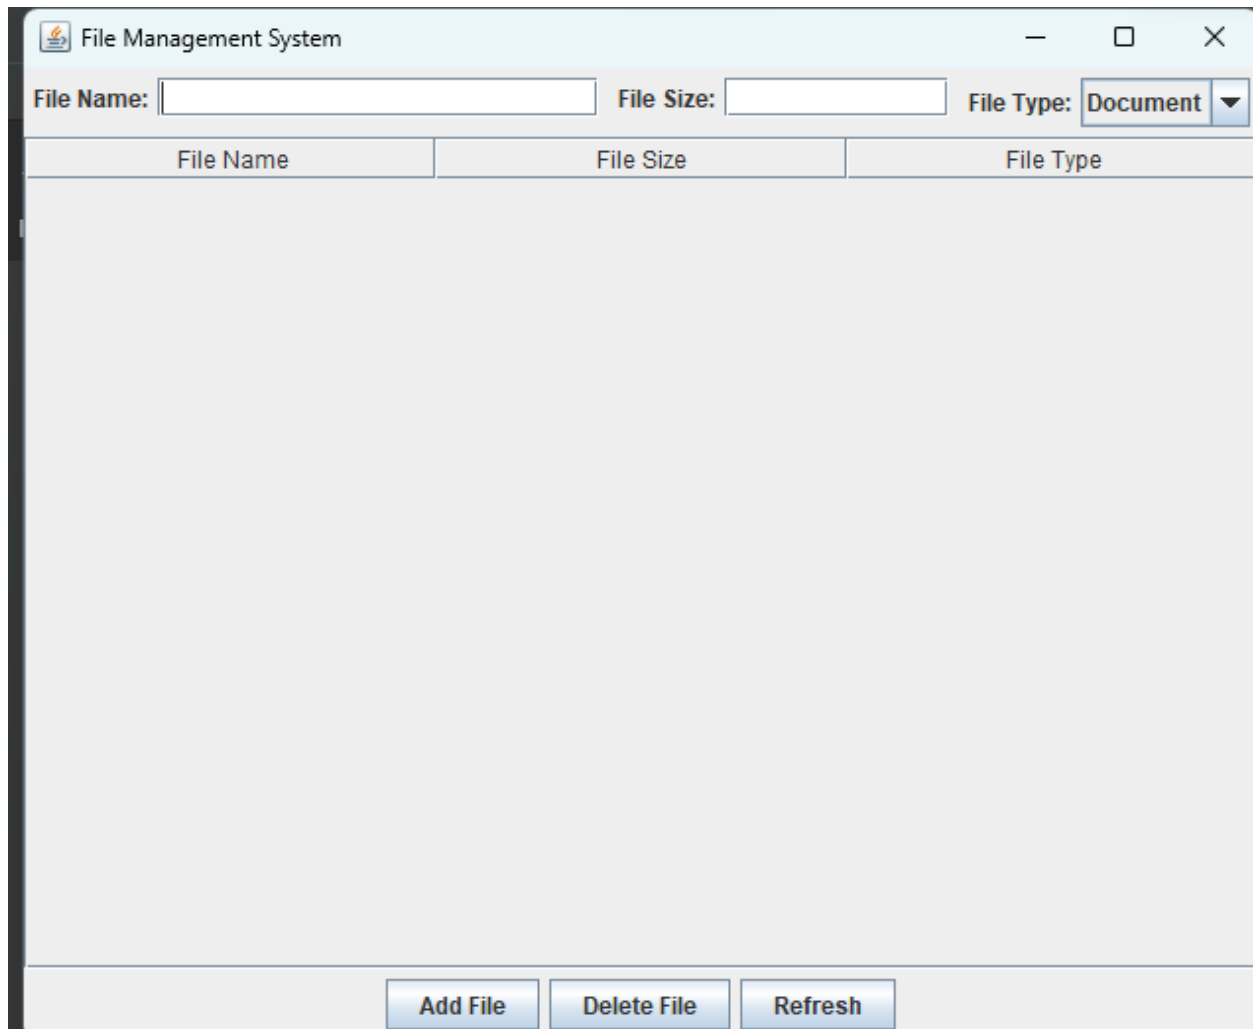 File Management System
File Name: File Size: File Type: Document
File Name File Size File Type
Add File Delete File Refresh